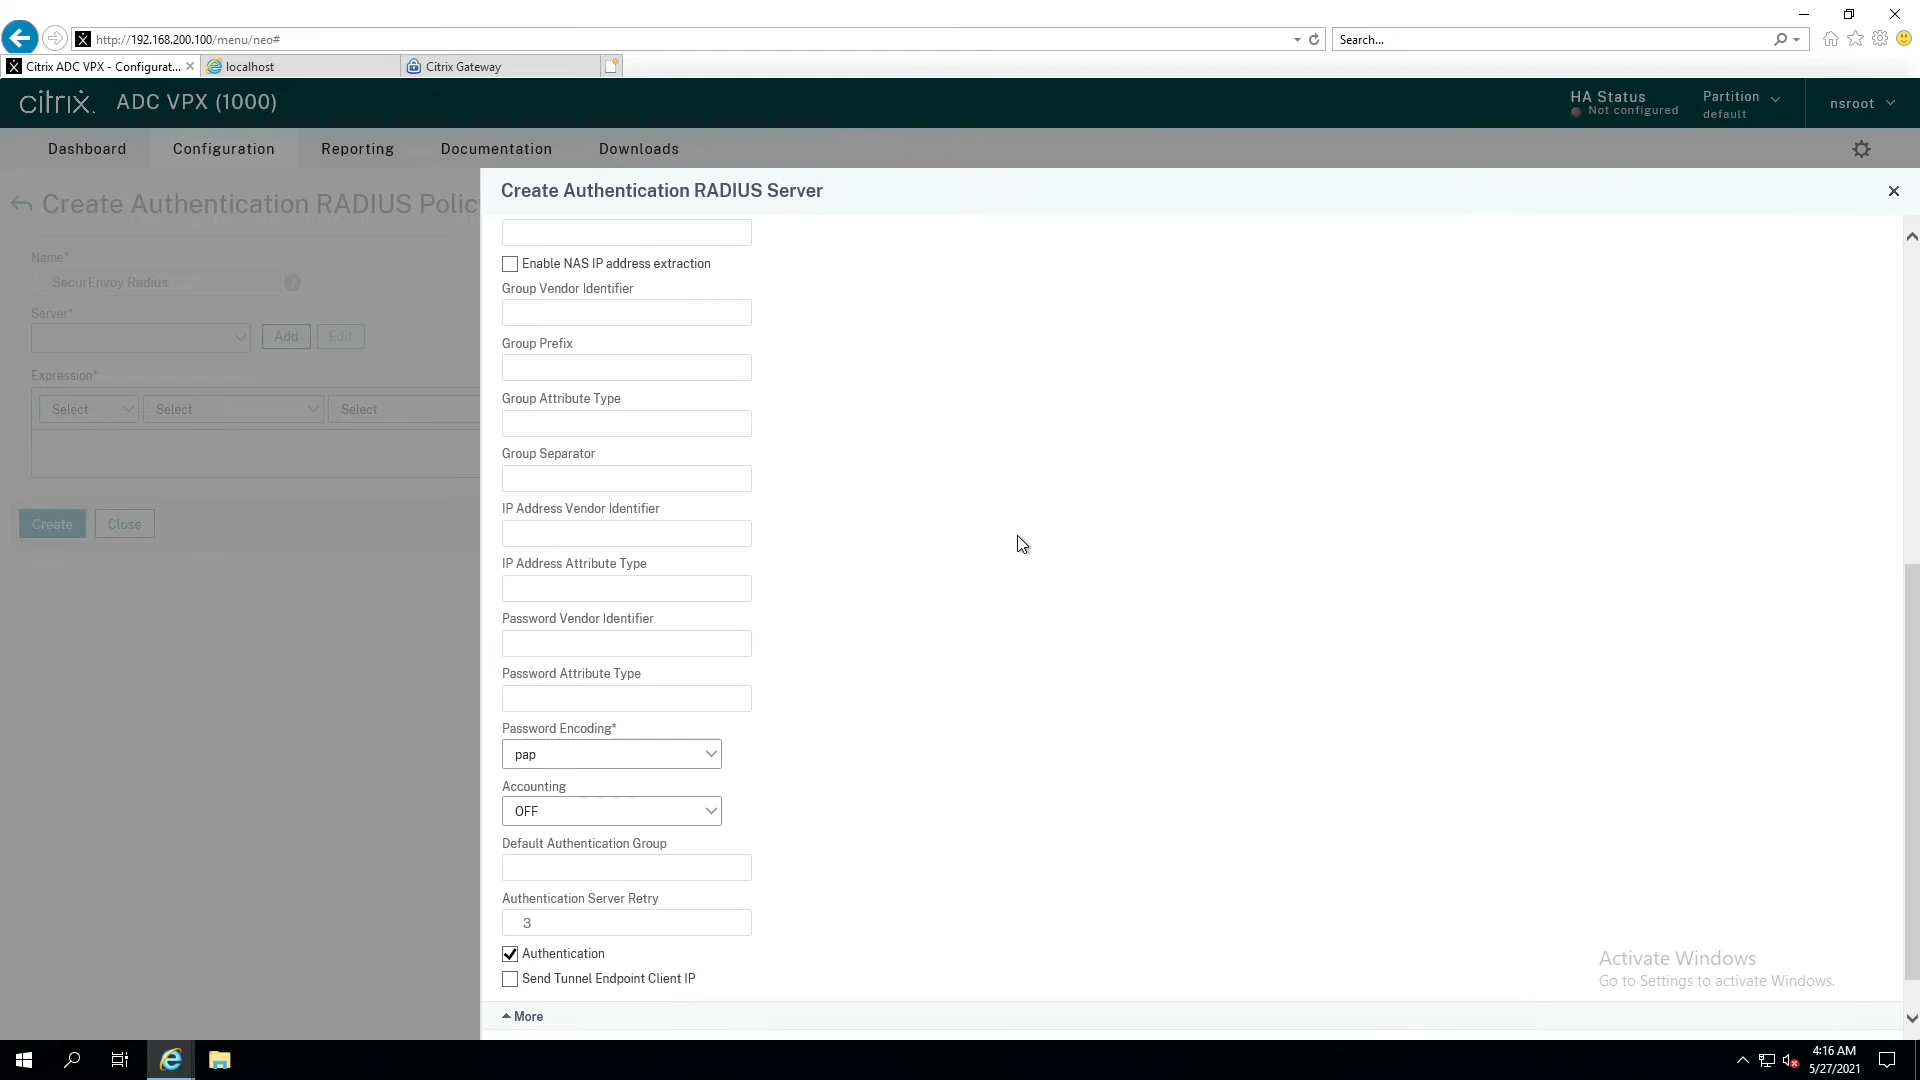 http://192.168.200.100/menu/neo#
Search...
Citrix ADC VPX - Configurat...
localhost
Citrix Gateway
citrix. ADC VPX (1000)
HA Status
Not configured
Partition
default
nsroot
Dashboard
Configuration
Reporting
Documentation
Downloads
Create Authentication RADIUS Polic
Name*
SecurEnvoy Radius
?
Server*
Add
Edit
Expression*
Select
Select
Select
Create
Close
Create Authentication RADIUS Server
Enable NAS IP address extraction
Group Vendor Identifier
Group Prefix
Group Attribute Type
Group Separator
IP Address Vendor Identifier
IP Address Attribute Type
Password Vendor Identifier
Password Attribute Type
Password Encoding*
pap
Accounting
OFF
Default Authentication Group
Authentication Server Retry
3
Authentication
Send Tunnel Endpoint Client IP
More
Activate Windows
Go to Settings to activate Windows.
4:16 AM
5/27/2021